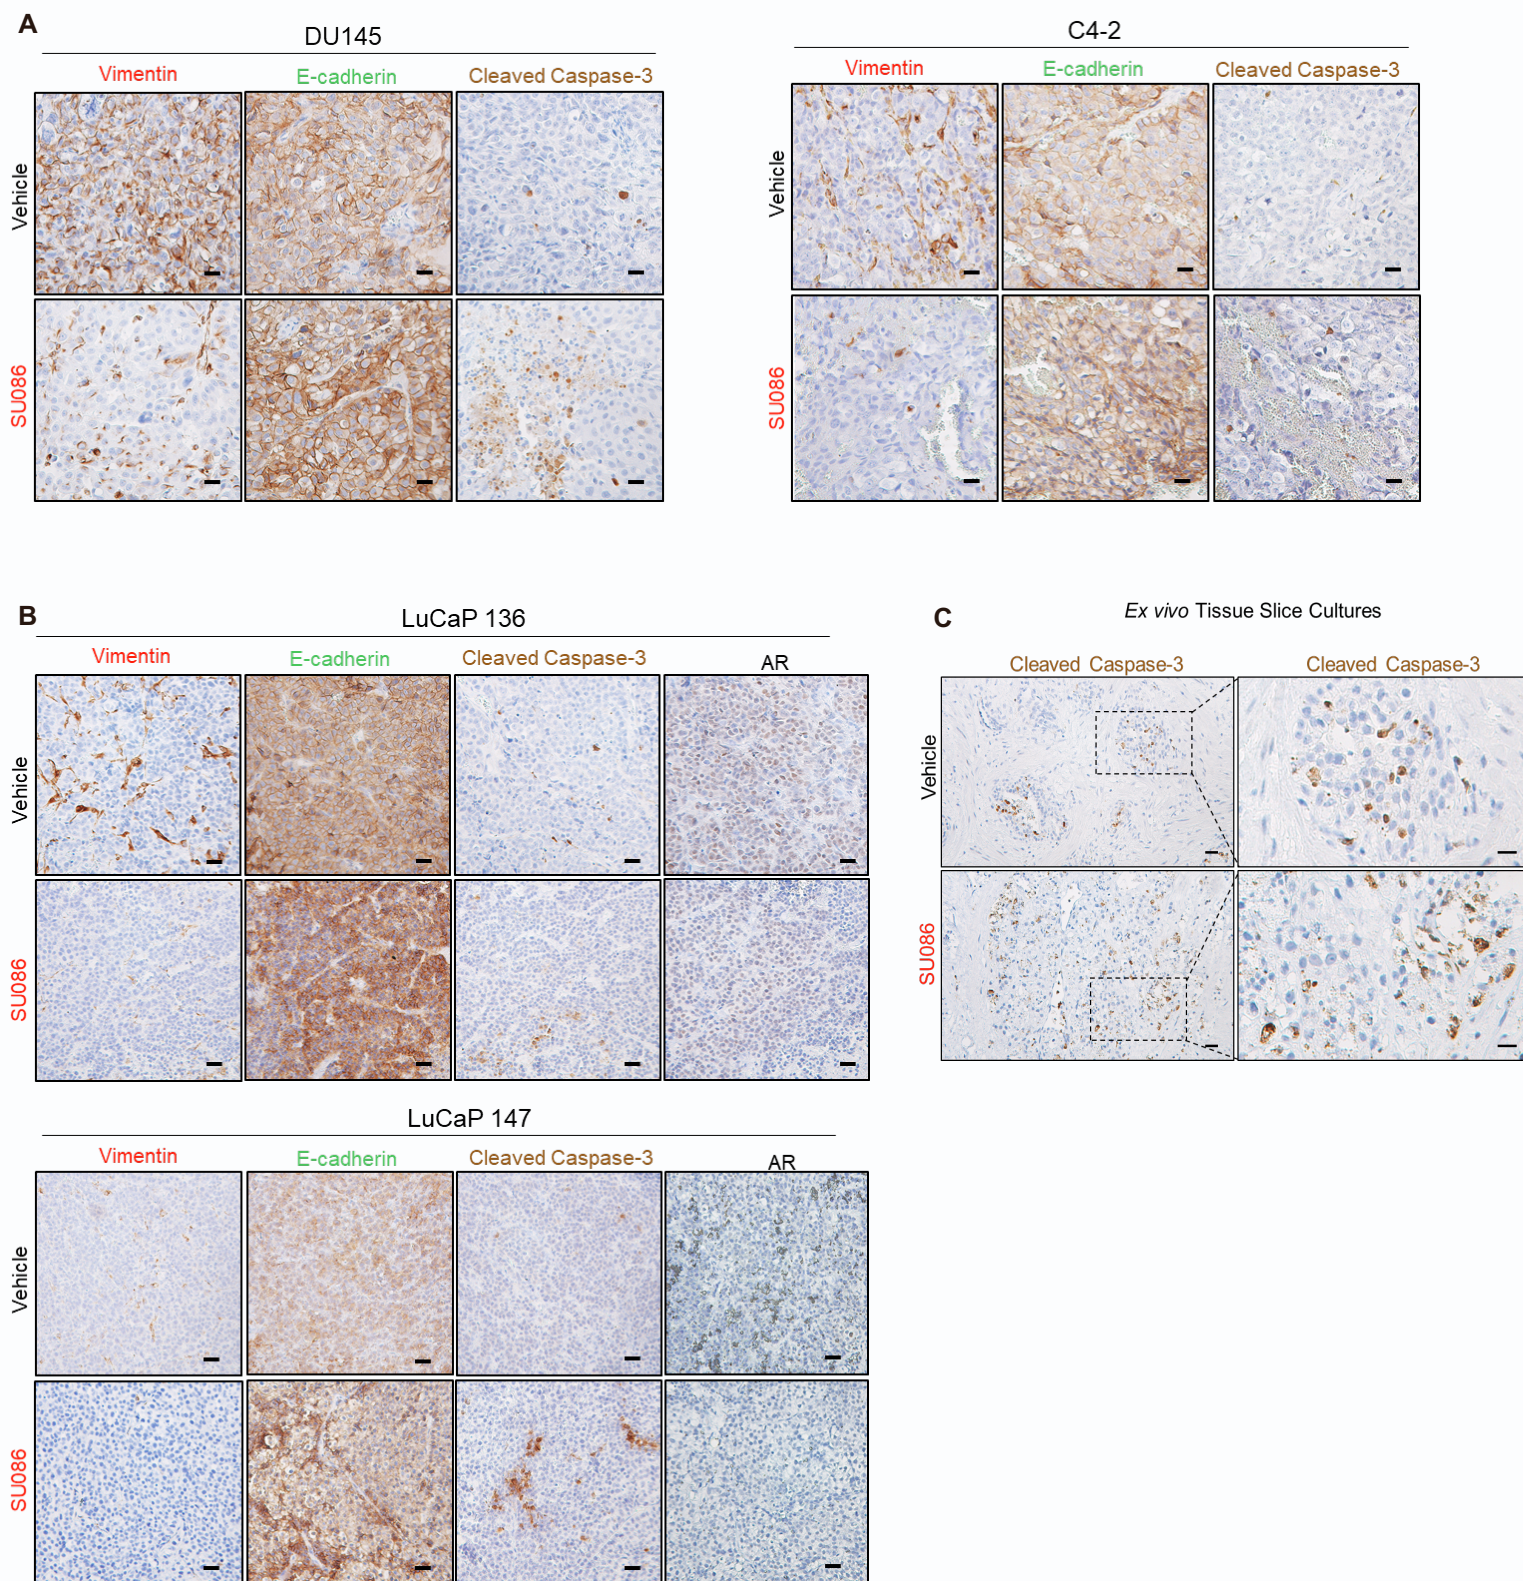 A
DU145
Vimentin E-cadherin Cleaved Caspase-3
Vehicle
SU086
C4-2
Vimentin E-cadherin Cleaved Caspase-3
Vehicle
SU086
B
LuCaP 136
Vimentin E-cadherin Cleaved Caspase-3 AR
Vehicle
SU086
LuCaP 147
Vimentin E-cadherin Cleaved Caspase-3 AR
Vehicle
SU086
C
Ex vivo Tissue Slice Cultures
Cleaved Caspase-3 Cleaved Caspase-3
Vehicle
SU086